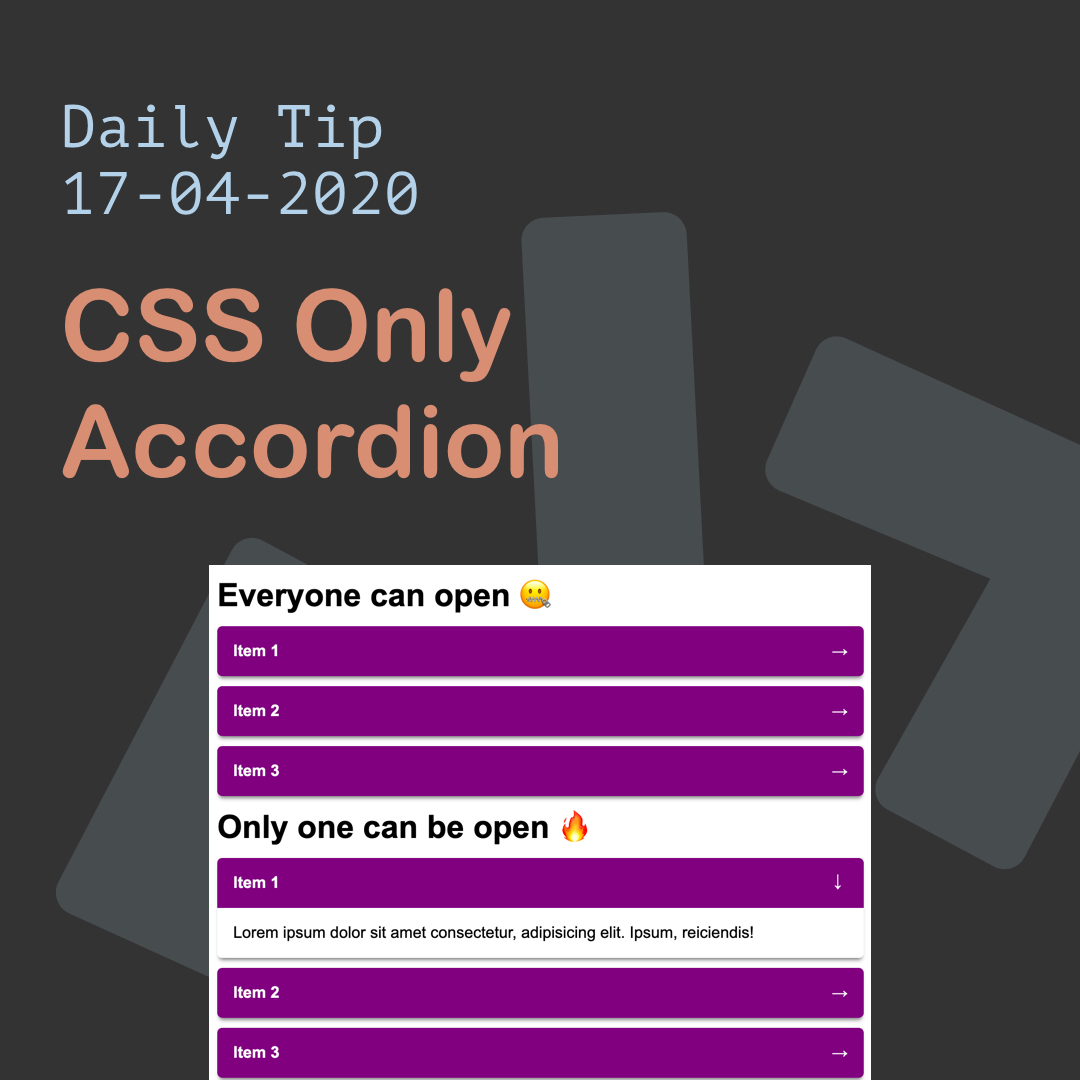 Daily Tip
17-04-2020
CSS Only
Accordion
Everyone can open 🤐
Item 1 →
Item 2 →
Item 3 →
Only one can be open 🔥
Item 1 ↓
Lorem ipsum dolor sit amet consectetur, adipisicing elit. Ipsum, reiciendis!
Item 2 →
Item 3 →